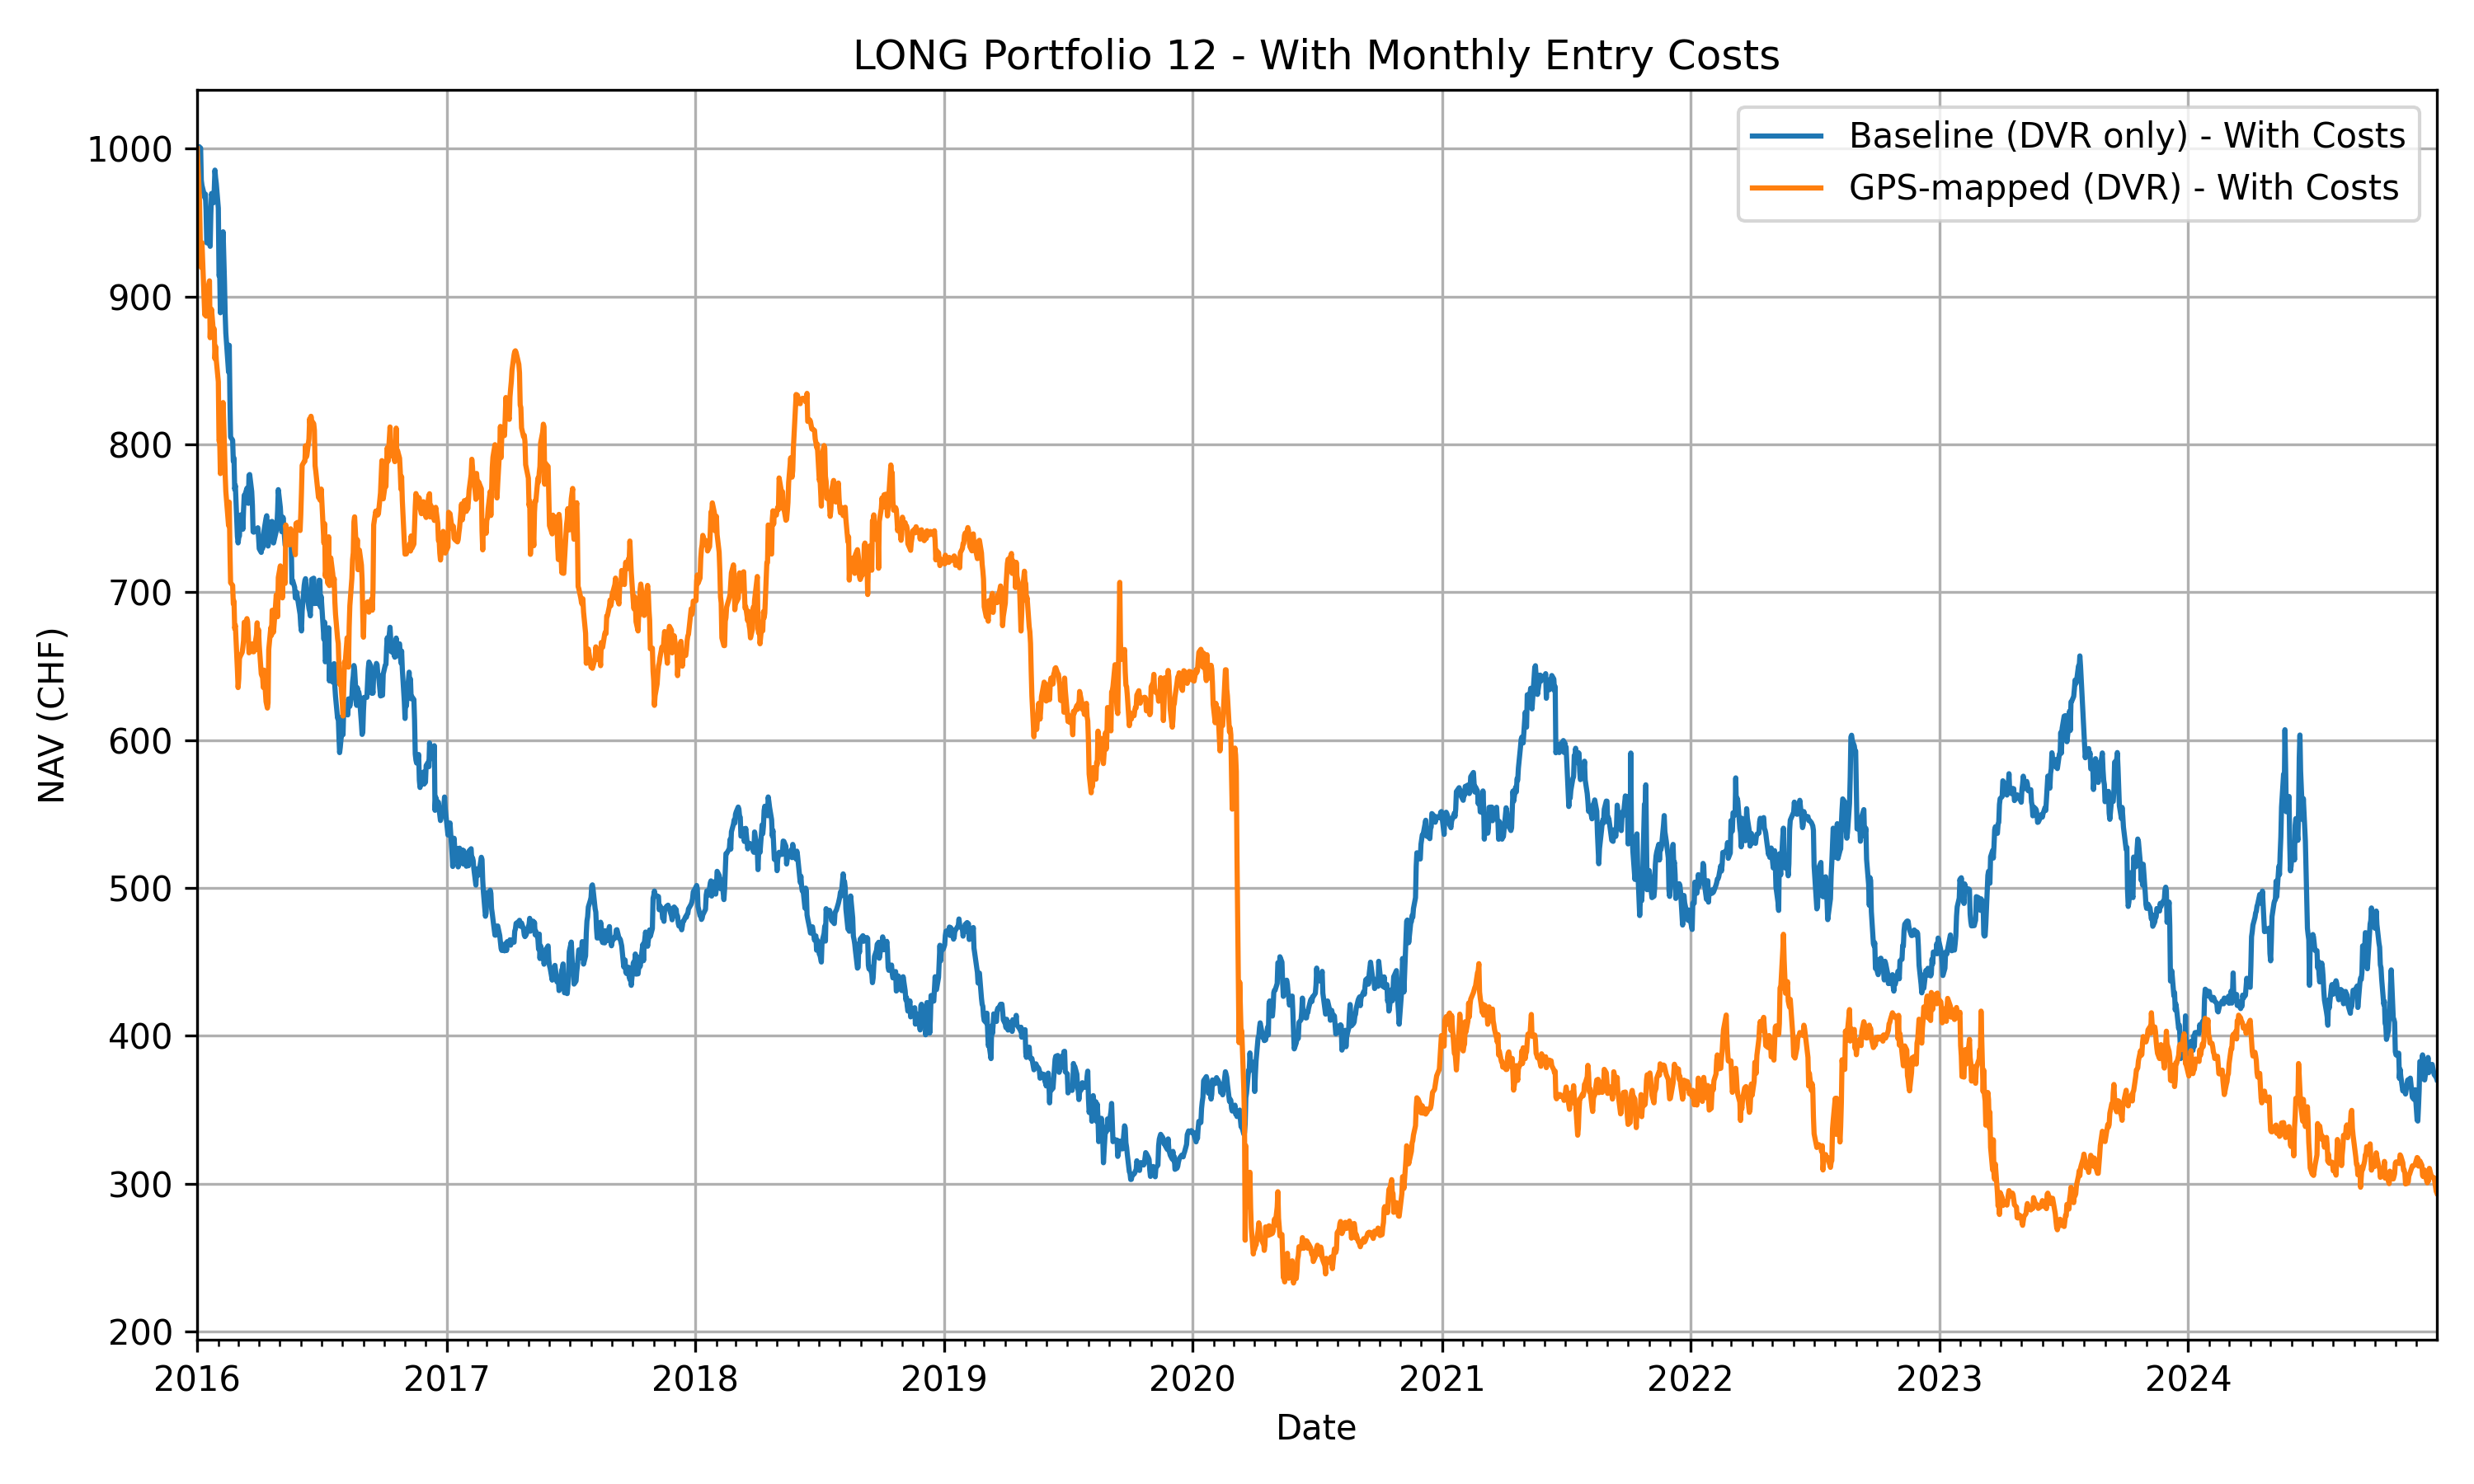 LONG Portfolio 12 - With Monthly Entry Costs
Baseline (DVR only) - With Costs
GPS-mapped (DVR) - With Costs
1000
900
800
700
600
500
400
300
200
NAV (CHF)
2016 2017 2018 2019 2020 2021 2022 2023 2024
Date